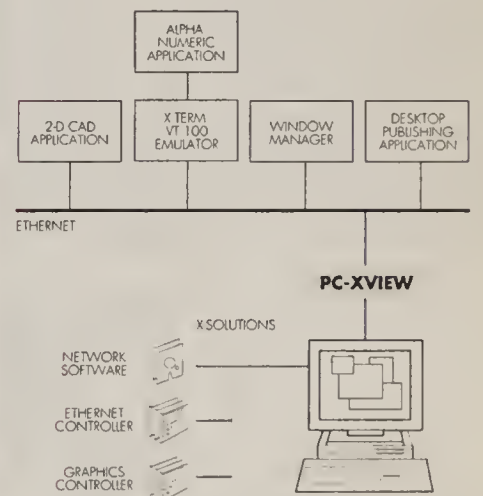 ALPHA
NUMERIC
APPLICATION
2-D CAD
APPLICATION
X TERM
VT 100
EMULATOR
WINDOW
MANAGER
DESKTOP
PUBLISHING
APPLICATION
ETHERNET
PC-XVIEW
X SOLUTIONS
NETWORK
SOFTWARE
ETHERNET
CONTROLLER
GRAPHICS
CONTROLLER